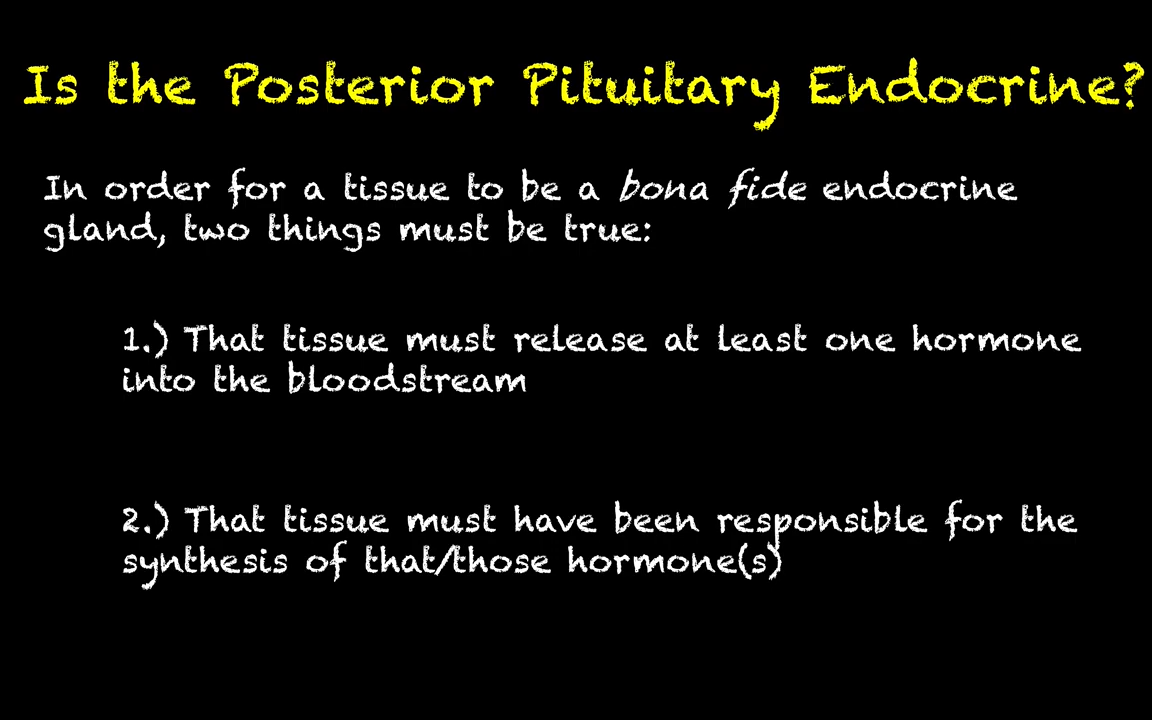 Is the Posterior Pituitary Endocrine?
In order for a tissue to be a bona fide endocrine
gland, two things must be true:
1.) That tissue must release at least one hormone
into the bloodstream
2.) That tissue must have been responsible for the
synthesis of that/those hormone(s)